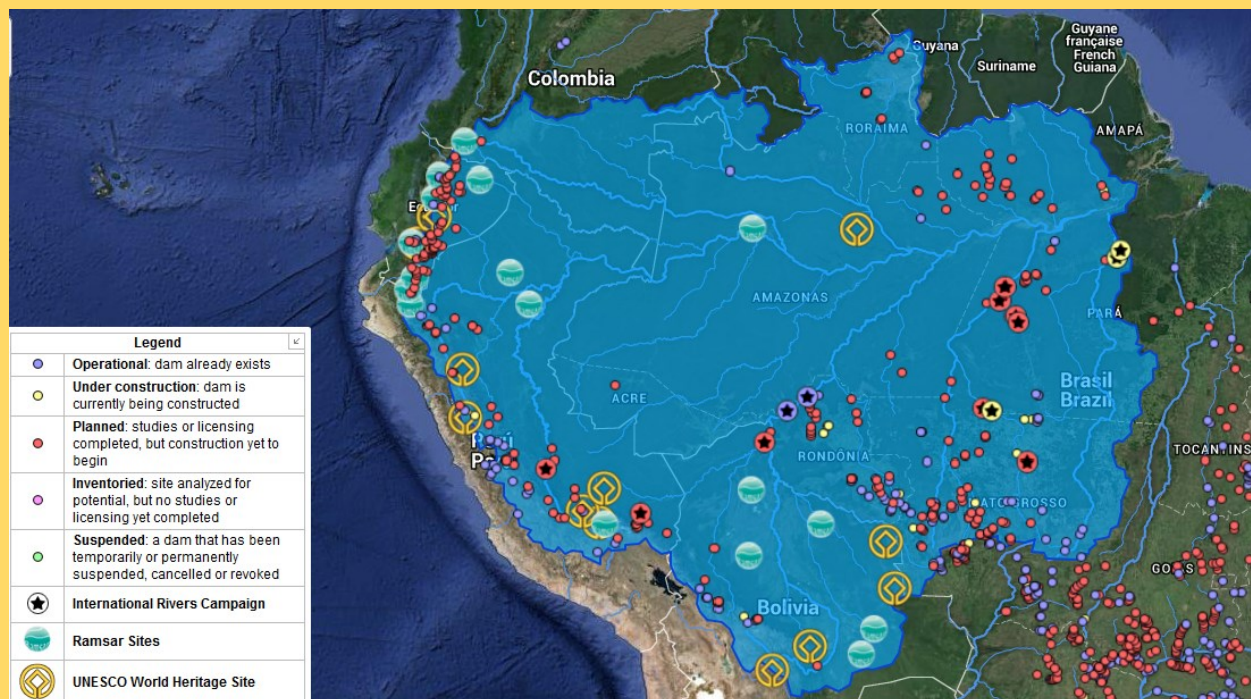 Colombia
Guyana
Suriname
Guyane
française
French
Guiana
RORAIMA
AMAPÁ
AMAZONAS
PARÁ
ACRE
Brasil
Brazil
RONDÔNIA
TOCANTINS
Bolivia
Legend
Operational: dam already exists
Under construction: dam is
currently being constructed
Planned: studies or licensing
completed, but construction yet to
begin
Inventoried: site analyzed for
potential, but no studies or
licensing yet completed
Suspended: a dam that has been
temporarily or permanently
suspended, cancelled or revoked
International Rivers Campaign
Ramsar Sites
UNESCO World Heritage Site